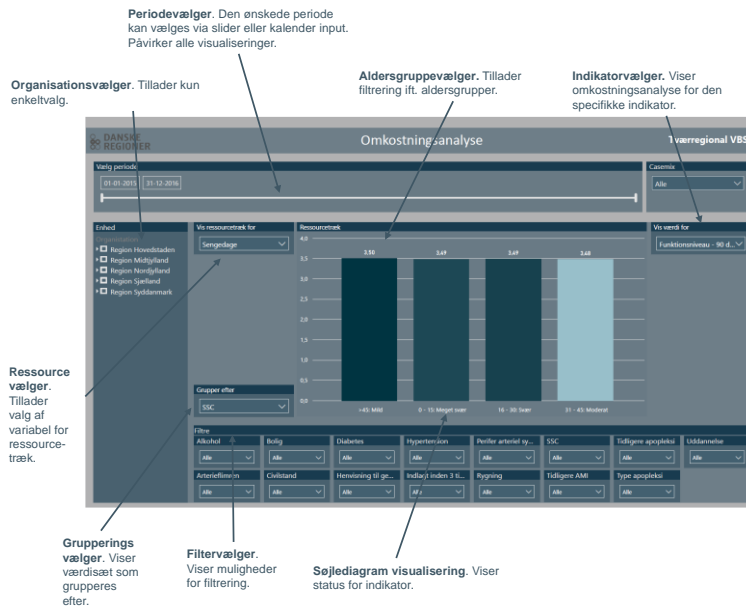 Periodevælger. Den ønskede periode
kan vælges via slider eller kalender input.
Påvirker alle visualiseringer.
Organisationsvælger. Tillader kun
enkeltvalg.
Aldersgruppevælger. Tillader
filtrering ift. aldersgrupper.
Indikatorvælger. Viser
omkostningsanalyse for den
specifikke indikator.
DANSKE
REGIONER
Omkostningsanalyse
Tværregional VBS
Vælg periode
01-01-2015
31-12-2016
Casemix
Alle
Enhed
Organisation
Region Hovedstaden
Region Midtjylland
Region Nordjylland
Region Sjælland
Region Syddanmark
Vis ressourcetræk for
Sengedage
Ressourcetræk
4,0
3,5
3,0
2,5
2,0
1,5
1,0
0,5
0,0
3,50
3,49
3,49
3,48
>45: Mild
0 - 15: Meget svær
16 - 30: Svær
31 - 45: Moderat
Vis værdi for
Funktionsniveau - 90 d...
Grupper efter
SSC
Ressource
vælger.
Tillader
valg af
variabel for
ressource-
træk.
Filtre
Alkohol
Bolig
Diabetes
Hypertension
Perifer arteriel sy...
SSC
Tidligere apopleksi
Uddannelse
Alle
Alle
Alle
Alle
Alle
Alle
Alle
Alle
Arterieflimren
Civilstand
Henvisning til ge...
Indlagt inden 3 ti...
Rygning
Tidligere AMI
Type apopleksi
Alle
Alle
Alle
Alle
Alle
Alle
Alle
Grupperings
vælger. Viser
værdisæt som
grupperes
efter.
Filtervælger.
Viser muligheder
for filtrering.
Søjlediagram visualisering. Viser
status for indikator.